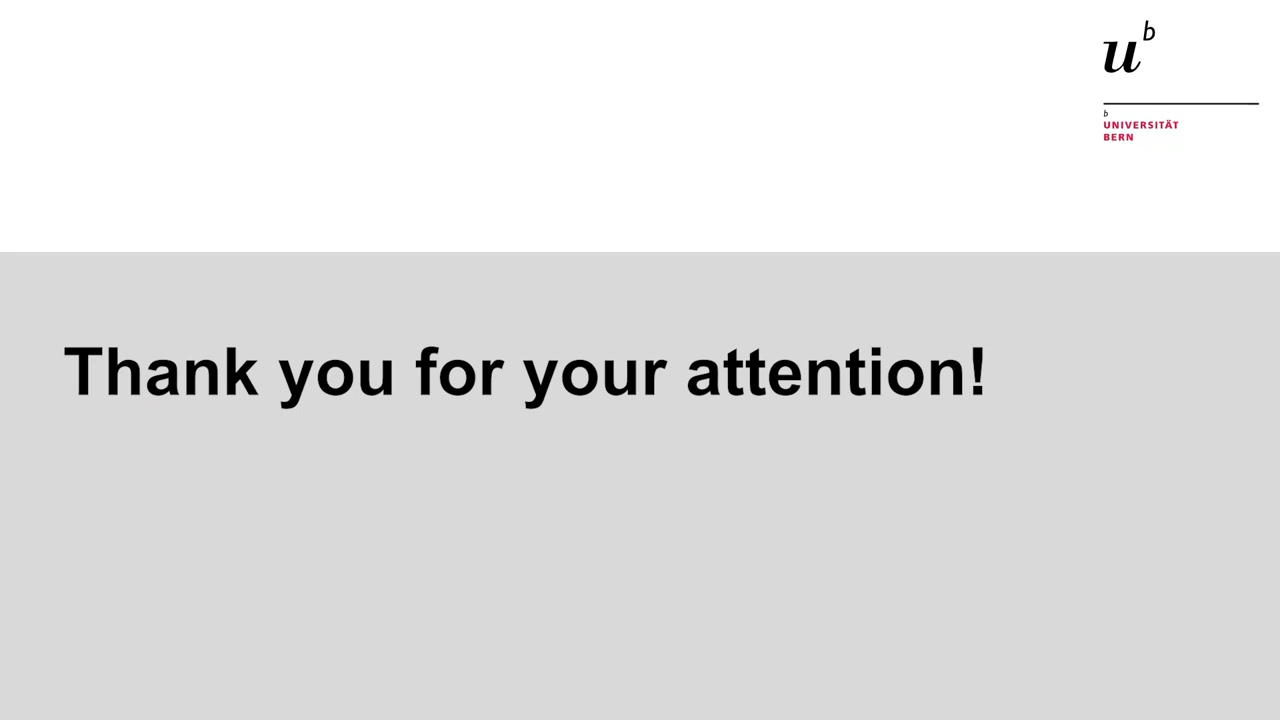 u b
b
UNIVERSITÄT
BERN
Thank you for your attention!